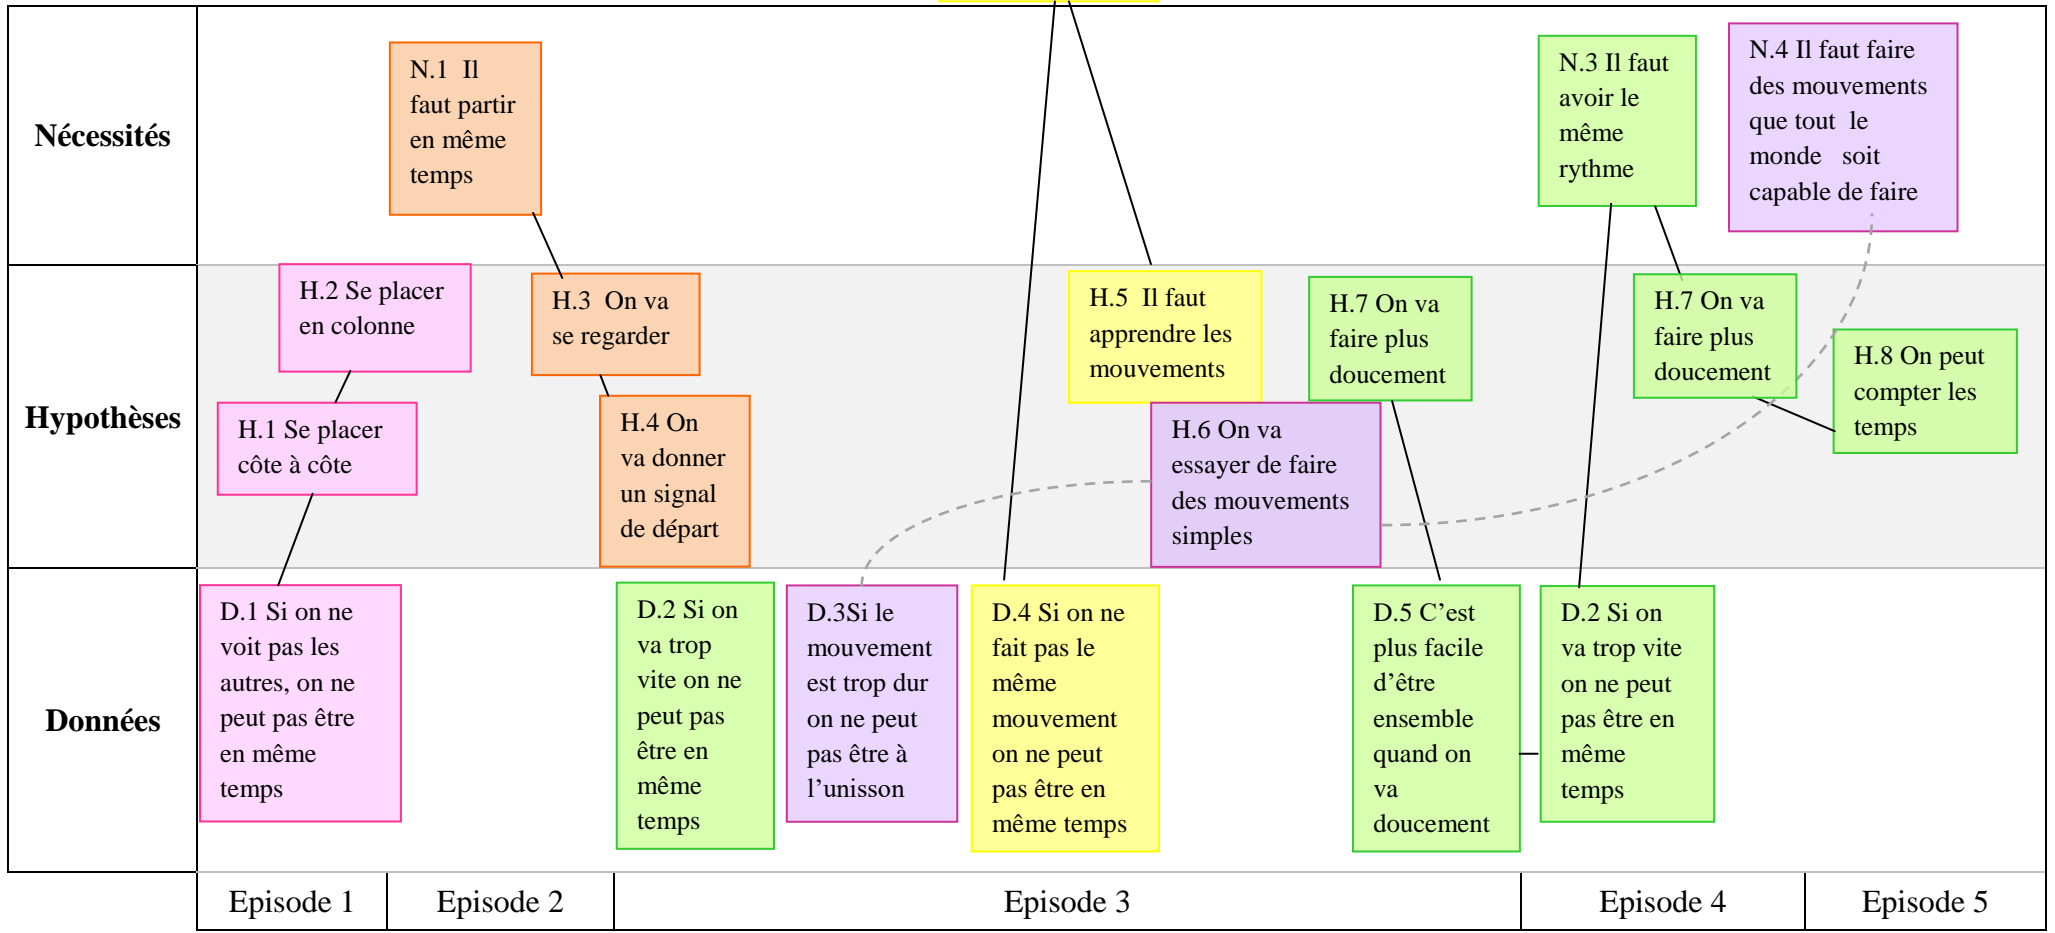 Nécessités
N.1 Il
faut partir
en même
temps
N.3 Il faut
avoir le
même
rythme
N.4 Il faut faire
des mouvements
que tout le
monde soit
capable de faire
Hypothèses
H.2 Se placer
en colonne
H.1 Se placer
côte à côte
H.3 On va
se regarder
H.4 On
va donner
un signal
de départ
H.5 Il faut
apprendre les
mouvements
H.6 On va
essayer de faire
des mouvements
simples
H.7 On va
faire plus
doucement
H.7 On va
faire plus
doucement
H.8 On peut
compter les
temps
Données
D.1 Si on ne
voit pas les
autres, on ne
peut pas être
en même
temps
D.2 Si on
va trop
vite on ne
peut pas
être en
même
temps
D.3Si le
mouvement
est trop dur
on ne peut
pas être à
l’unisson
D.4 Si on ne
fait pas le
même
mouvement
on ne peut
pas être en
même temps
D.5 C’est
plus facile
d’être
ensemble
quand on
va
doucement
D.2 Si on
va trop vite
on ne peut
pas être en
même
temps
Episode 1
Episode 2
Episode 3
Episode 4
Episode 5